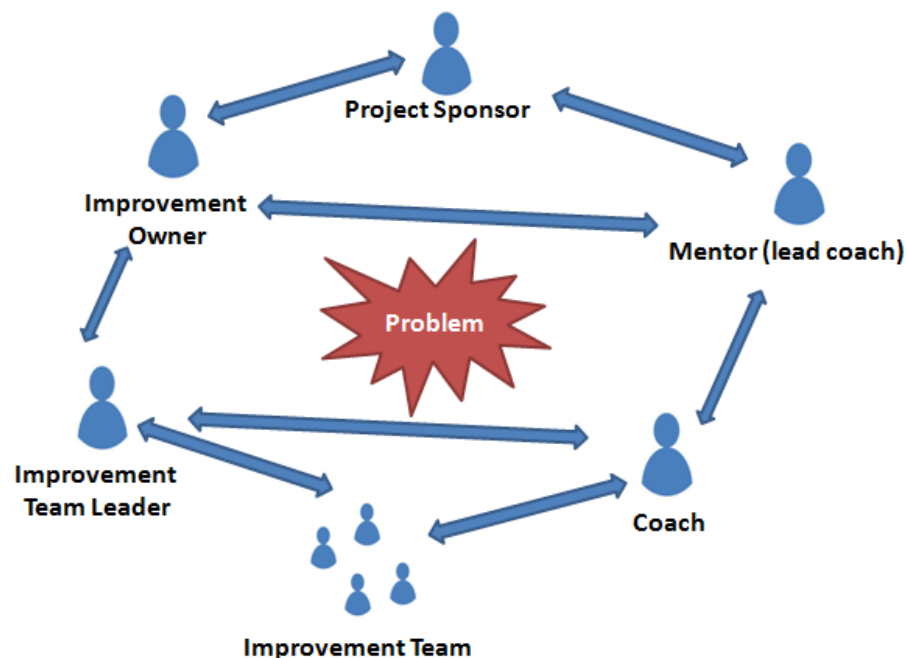 Project Sponsor
Improvement
Owner
Mentor (lead coach)
Problem
Improvement
Team Leader
Coach
Improvement Team